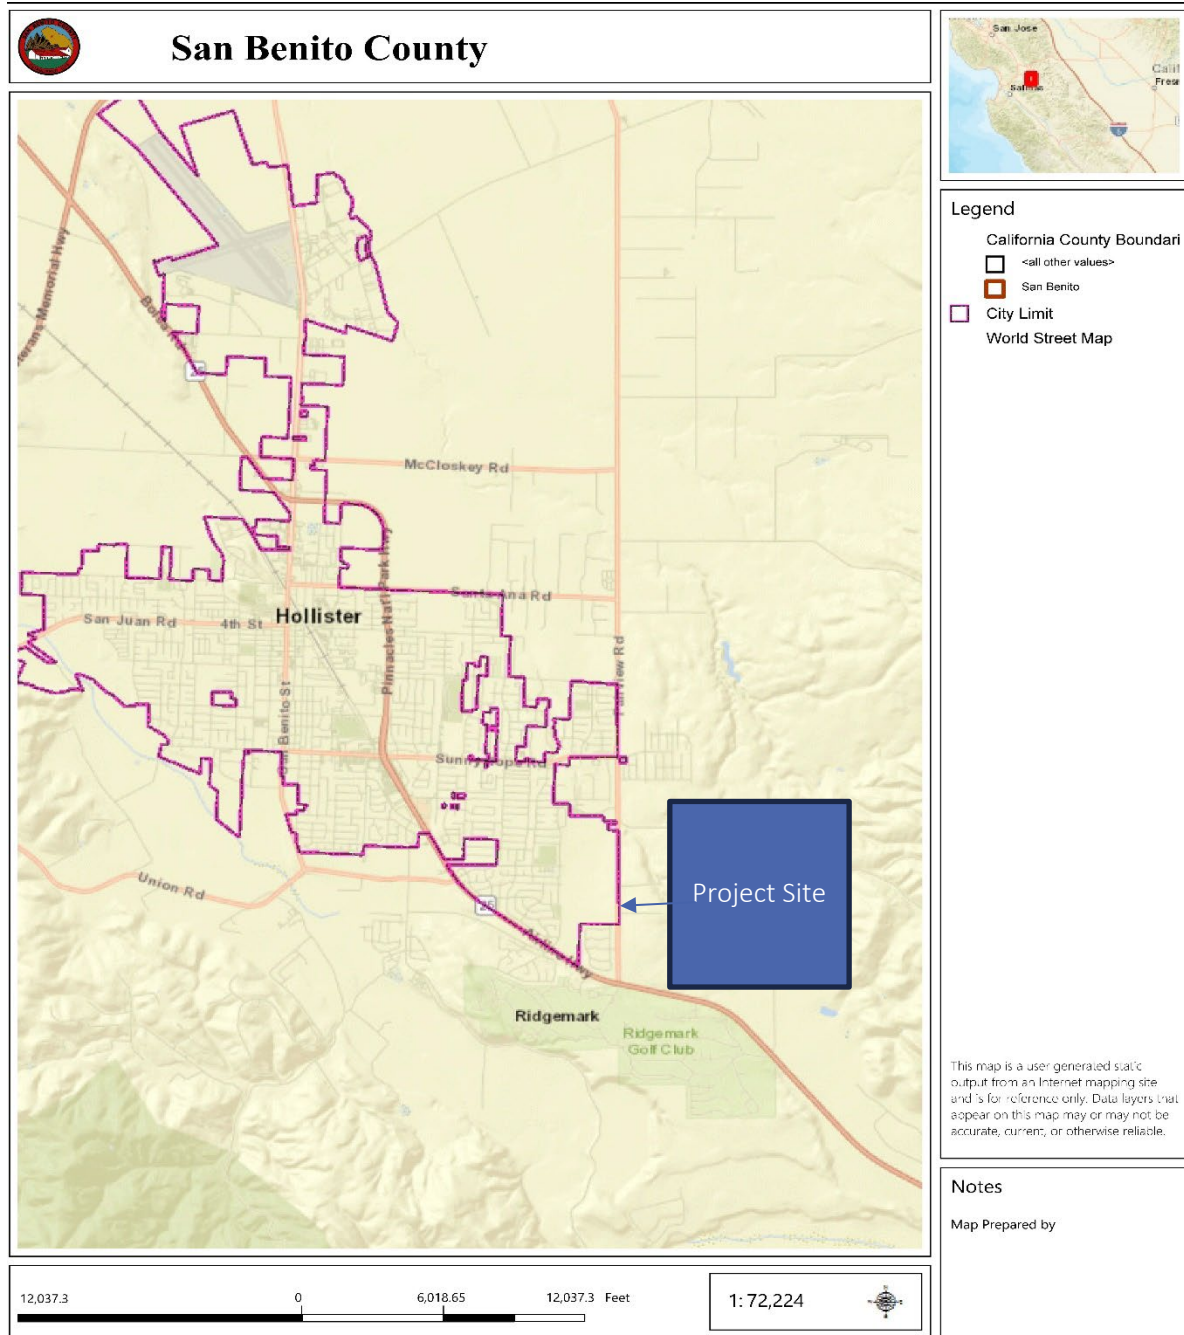 San Benito County
San Jose
Salinas
5
Legend
California County Boundari
<all other values>
San Benito
City Limit
World Street Map
Bolsa Rd
25
McCloskey Rd
Santa Ana Rd
San Juan Rd
4th St
Hollister
Pinnacles Nat'l Park Hwy
Fairview Rd
San Benito St
Sunnyslope Rd
Project Site
Union Rd
25
Airline Hwy
Ridgemark
Ridgemark
Golf Club
This map is a user generated static
output from an Internet mapping site
and is for reference only. Data layers that
appear on this map may or may not be
accurate, current, or otherwise reliable.
Notes
Map Prepared by
12,037.3
0
6,018.65
12,037.3 Feet
1: 72,224